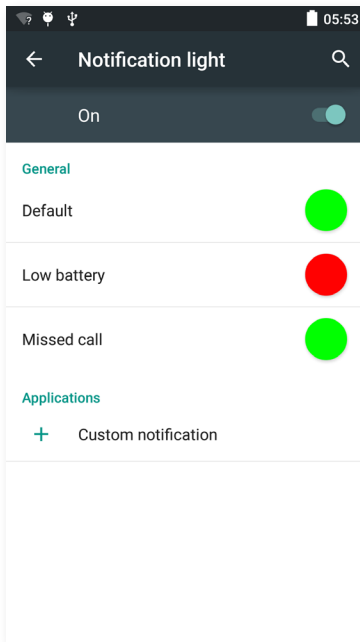 05:53
Notification light
On
General
Default
Low battery
Missed call
Applications
+ Custom notification